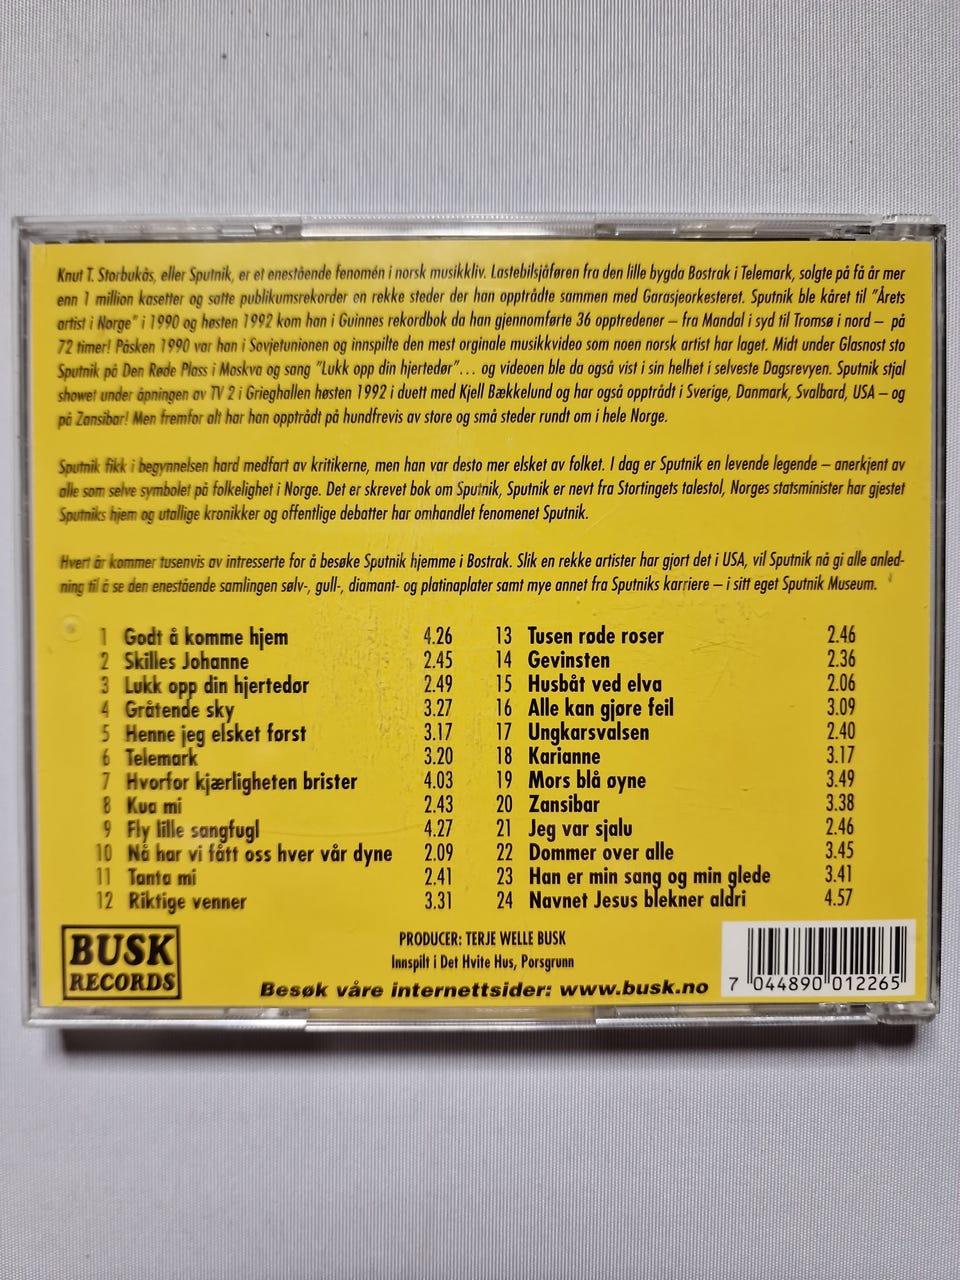 Knut T. Storbukås, eller Sputnik, er et enestående fenomén i norsk musikkliv. Lastebilsjåføren fra den lille bygda Bostrak i Telemark, solgte på få år mer
enn 1 million kasetter og satte publikumsrekorder en rekke steder der han opptrådte sammen med Garasjeorkesteret. Sputnik ble kåret til "Årets
artist i Norge" i 1990 og høsten 1992 kom han i Guinnes rekordbok da han gjennomførte 36 opptredener – fra Mandal i syd til Tromsø i nord – på
72 timer! Påsken 1990 var han i Sovjetunionen og innspilte den mest orginale musikkvideo som noen norsk artist har laget. Midt under Glasnost sto
Sputnik på Den Røde Plass i Moskva og sang "Lukk opp din hjertedør"... og videoen ble da også vist i sin helhet i selveste Dagsrevyen. Sputnik stjal
showet under åpningen av TV 2 i Grieghallen høsten 1992 i duett med Kjell Bækkelund og har også opptrådt i Sverige, Danmark, Svalbard, USA – og
på Zansibar! Men fremfor alt har han opptrådt på hundrevis av store og små steder rundt om i hele Norge.
Sputnik fikk i begynnelsen hard medfart av kritikerne, men han var desto mer elsket av folket. I dag er Sputnik en levende legende – anerkjent av
alle som selve symbolet på folkelighet i Norge. Det er skrevet bok om Sputnik, Sputnik er nevt fra Stortingets talestol, Norges statsminister har gjestet
Sputniks hjem og utallige kronikker og offentlige debatter har omhandlet fenomenet Sputnik.
Hvert år kommer tusenvis av intresserte for å besøke Sputnik hjemme i Bostrak. Slik en rekke artister har gjort det i USA, vil Sputnik nå gi alle anled-
ning til å se den enestående samlingen sølv-, gull-, diamant- og platinaplater samt mye annet fra Sputniks karriere – i sitt eget Sputnik Museum.
1 Godt å komme hjem 4.26
2 Skilles Johanne 2.45
3 Lukk opp din hjertedør 2.49
4 Gråtende sky 3.27
5 Henne jeg elsket først 3.17
6 Telemark 3.20
7 Hvorfor kjærligheten brister 4.03
8 Kua mi 2.43
9 Fly lille sangfugl 4.27
10 Nå har vi fått oss hver vår dyne 2.09
11 Tanta mi 2.41
12 Riktige venner 3.31
13 Tusen røde roser 2.46
14 Gevinsten 2.36
15 Husbåt ved elva 2.06
16 Alle kan gjøre feil 3.09
17 Ungkarsvalsen 2.40
18 Karianne 3.17
19 Mors blå øyne 3.49
20 Zansibar 3.38
21 Jeg var sjalu 2.46
22 Dommer over alle 3.45
23 Han er min sang og min glede 3.41
24 Navnet Jesus blekner aldri 4.57
BUSK
RECORDS
PRODUCER: TERJE WELLE BUSK
Innspilt i Det Hvite Hus, Porsgrunn
Besøk våre internettsider: www.busk.no
7 044890 012265